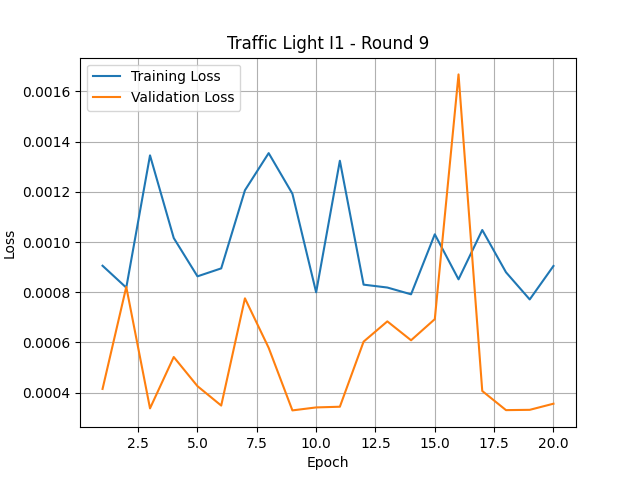 Traffic Light I1 - Round 9
Training Loss
Validation Loss
0.0016
0.0014
0.0012
0.0010
0.0008
0.0006
0.0004
Loss
2.5 5.0 7.5 10.0 12.5 15.0 17.5 20.0
Epoch